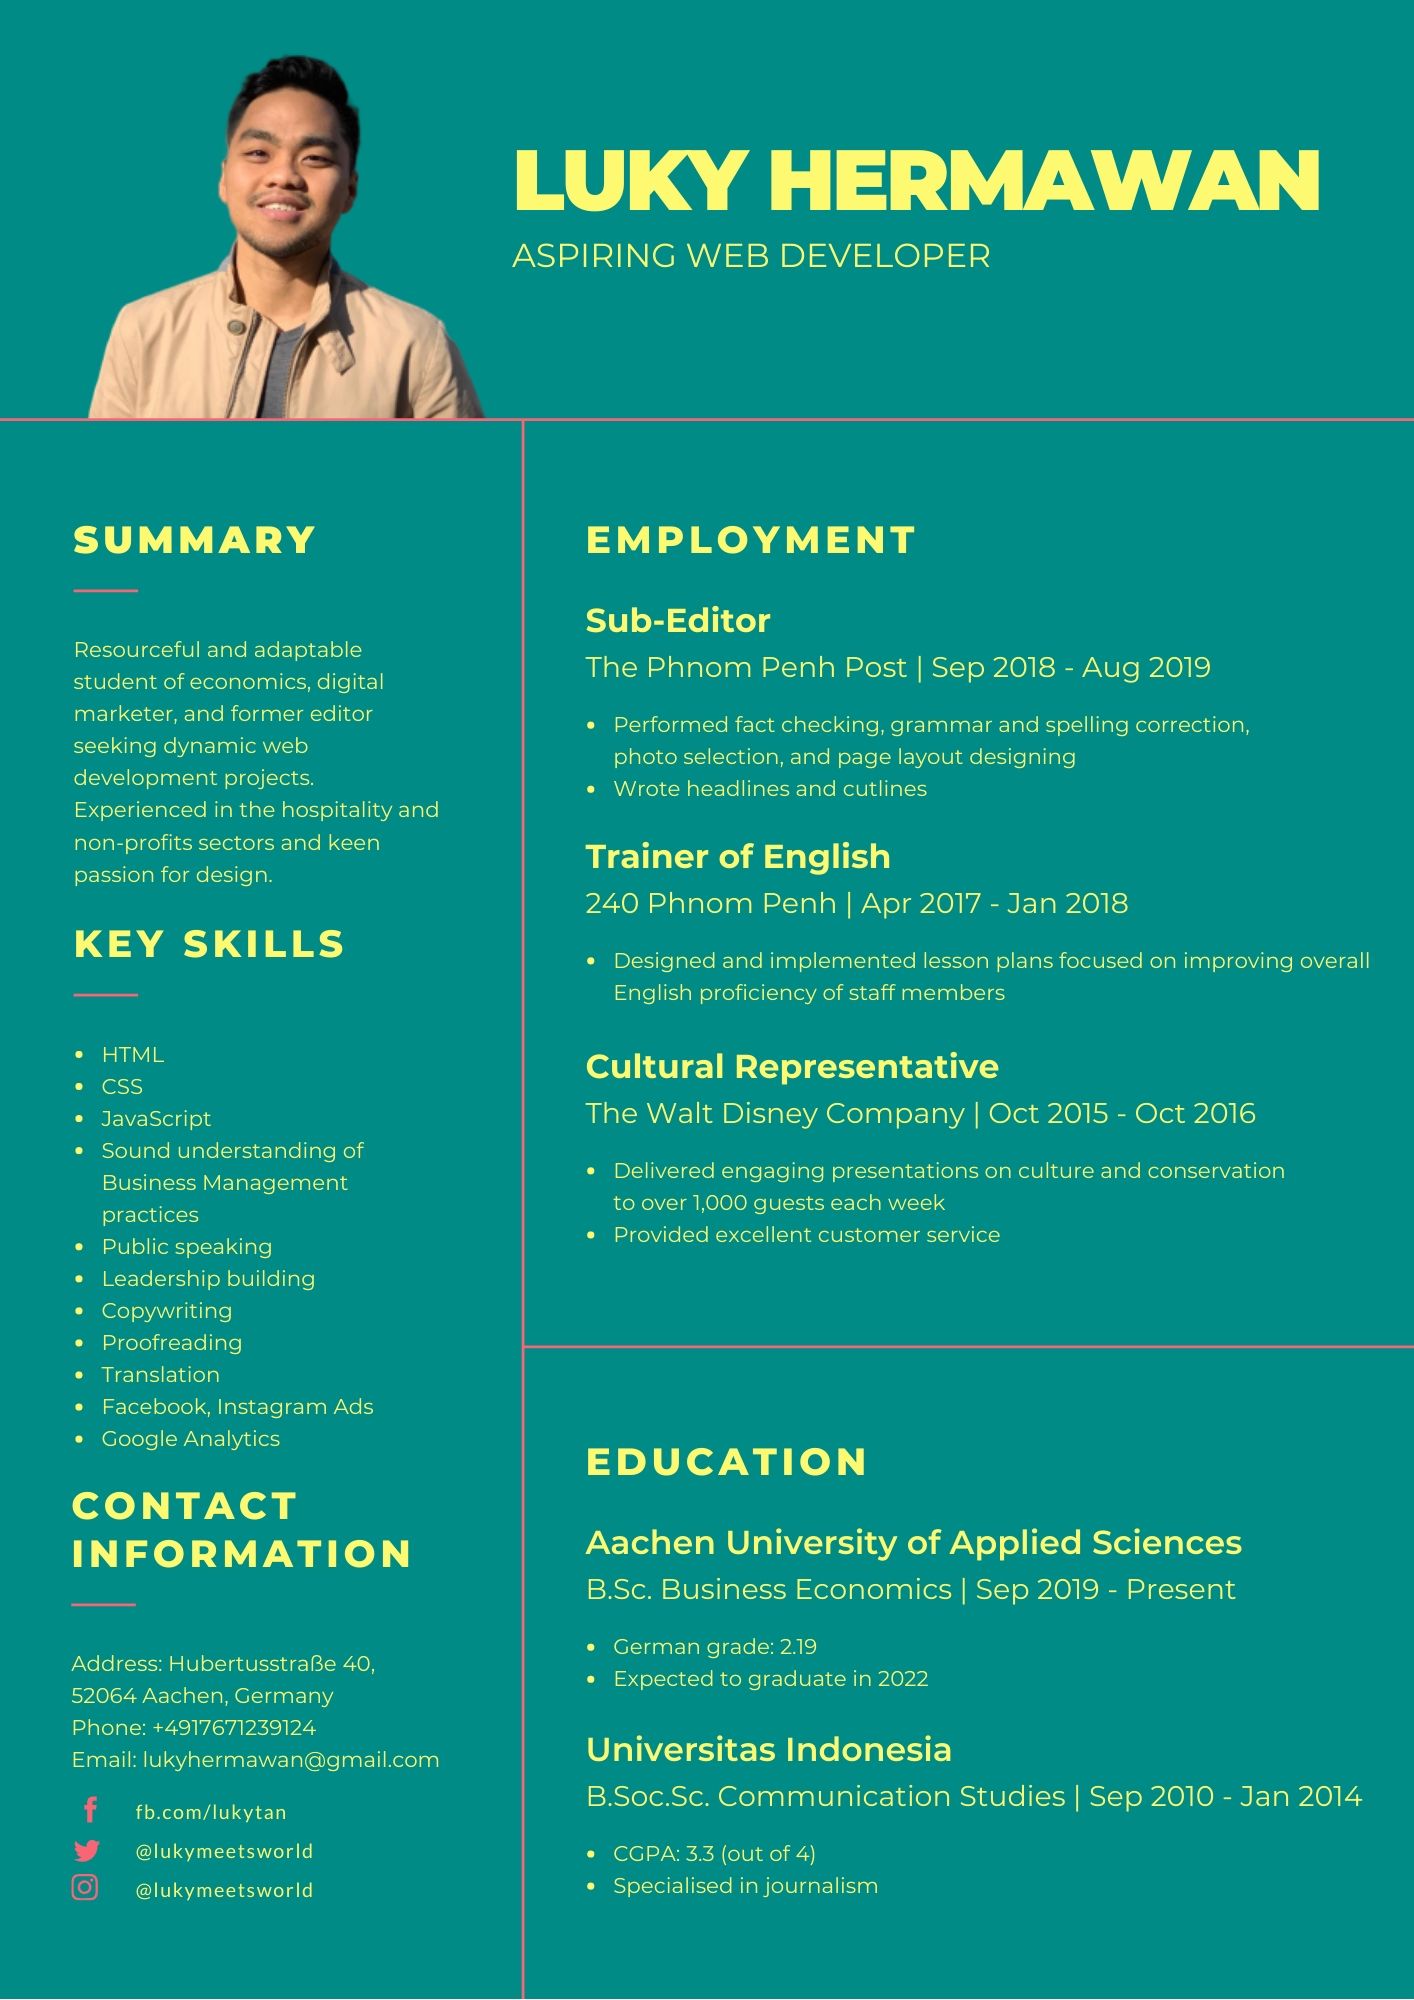 LUKY HERMAWAN
ASPIRING WEB DEVELOPER
SUMMARY
Resourceful and adaptable
student of economics, digital
marketer, and former editor
seeking dynamic web
development projects.
Experienced in the hospitality and
non-profits sectors and keen
passion for design.
KEY SKILLS
• HTML
• CSS
• JavaScript
• Sound understanding of
Business Management
practices
• Public speaking
• Leadership building
• Copywriting
• Proofreading
• Translation
• Facebook, Instagram Ads
• Google Analytics
CONTACT
INFORMATION
Address: Hubertusstraße 40,
52064 Aachen, Germany
Phone: +4917671239124
Email: lukyhermawan@gmail.com
fb.com/lukytan
@lukymeetsworld
@lukymeetsworld
EMPLOYMENT
Sub-Editor
The Phnom Penh Post | Sep 2018 - Aug 2019
• Performed fact checking, grammar and spelling correction,
photo selection, and page layout designing
• Wrote headlines and cutlines
Trainer of English
240 Phnom Penh | Apr 2017 - Jan 2018
• Designed and implemented lesson plans focused on improving overall
English proficiency of staff members
Cultural Representative
The Walt Disney Company | Oct 2015 - Oct 2016
• Delivered engaging presentations on culture and conservation
to over 1,000 guests each week
• Provided excellent customer service
EDUCATION
Aachen University of Applied Sciences
B.Sc. Business Economics | Sep 2019 - Present
• German grade: 2.19
• Expected to graduate in 2022
Universitas Indonesia
B.Soc.Sc. Communication Studies | Sep 2010 - Jan 2014
• CGPA: 3.3 (out of 4)
• Specialised in journalism